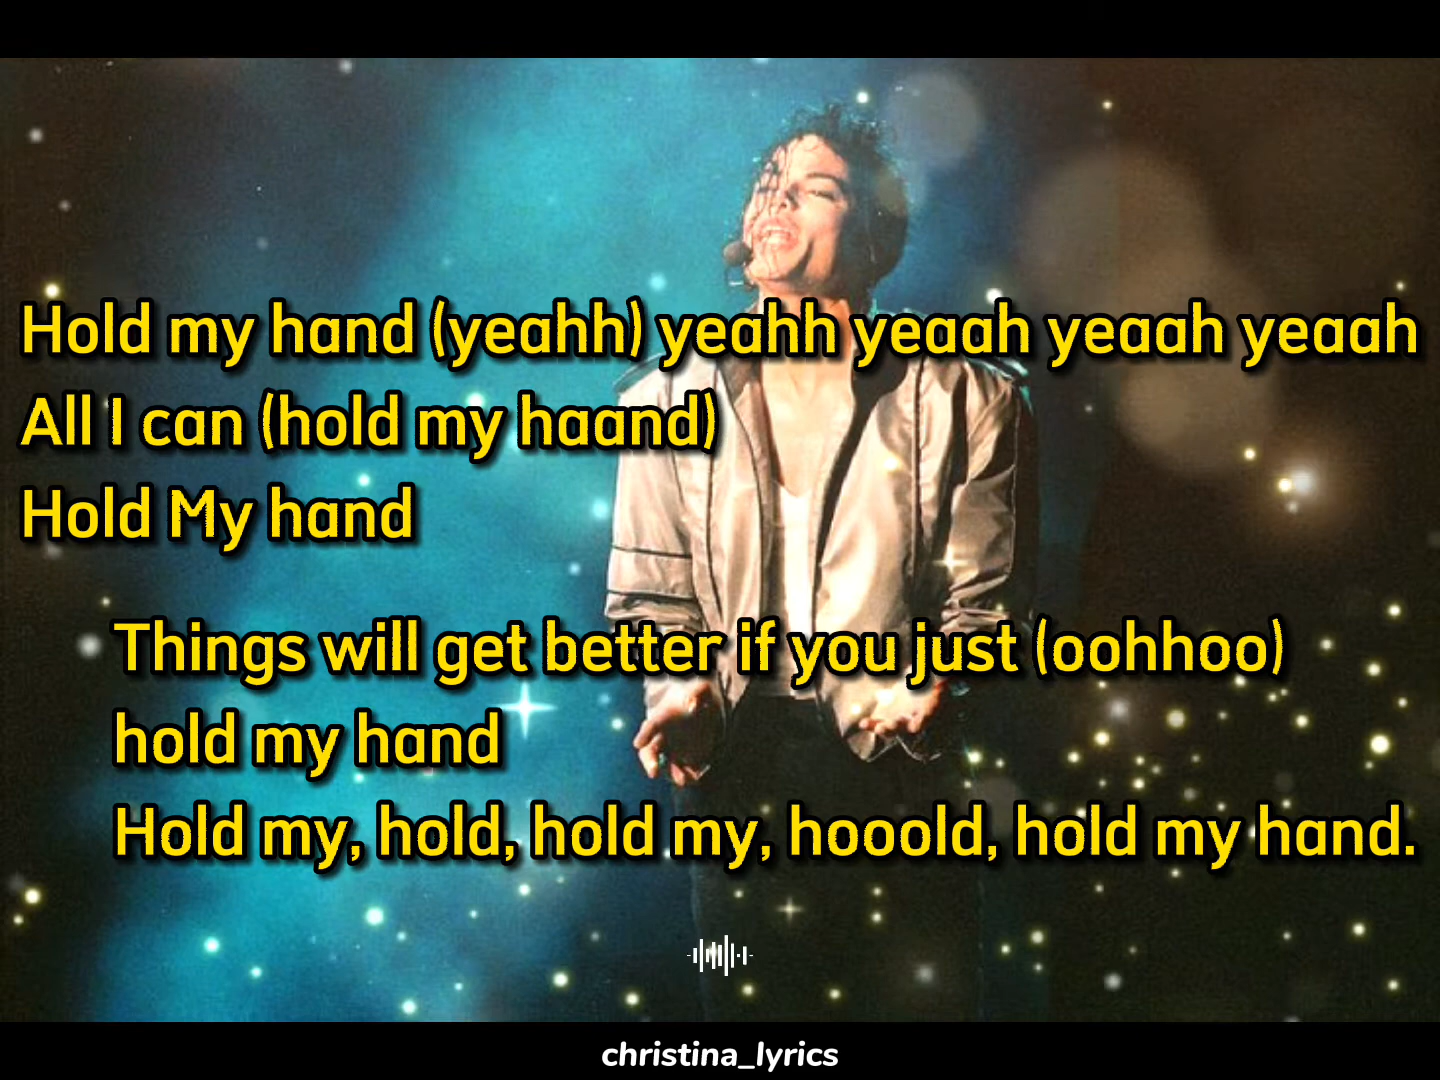 Hold my hand (yeahh) yeahh yeaah yeaah yeaah
All I can (hold my haand)
Hold My hand
Things will get better if you just (oohhoo)
hold my hand
Hold my, hold, hold my, hooold, hold my hand.
christina_lyrics